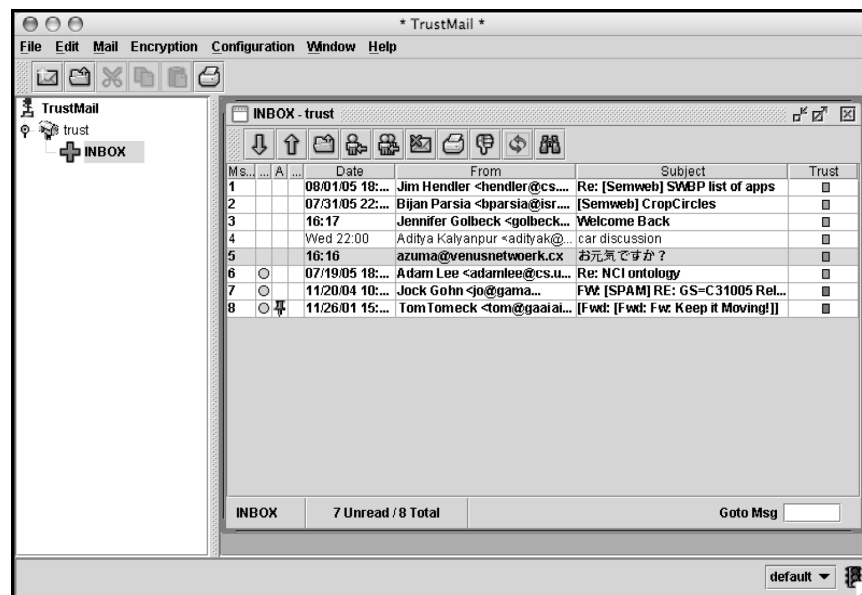 * TrustMail *
File Edit Mail Encryption Configuration Window Help
TrustMail
trust
INBOX
INBOX - trust
Ms... ... A ... Date From Subject Trust
1 08/01/05 18:... Jim Hendler <hendler@cs.... Re: [Semweb] SWBP list of apps
2 07/31/05 22:... Bijan Parsia <bparsia@isr.... [Semweb] CropCircles
3 16:17 Jennifer Golbeck <golbeck... Welcome Back
4 Wed 22:00 Aditya Kalyanpur <adityak@... car discussion
5 16:16 azuma@venusnetwoerk.cx お元気ですか？
6 07/19/05 18:... Adam Lee <adamlee@cs.u... Re: NCI ontology
7 11/20/04 10:... Jock Gohn <jo@gama... FW: [SPAM] RE: GS=C31005 Rel...
8 11/26/01 15:... Tom Tomeck <tom@gaaiai... [Fwd: [Fwd: Fw: Keep it Moving!]]
INBOX 7 Unread / 8 Total Goto Msg
default